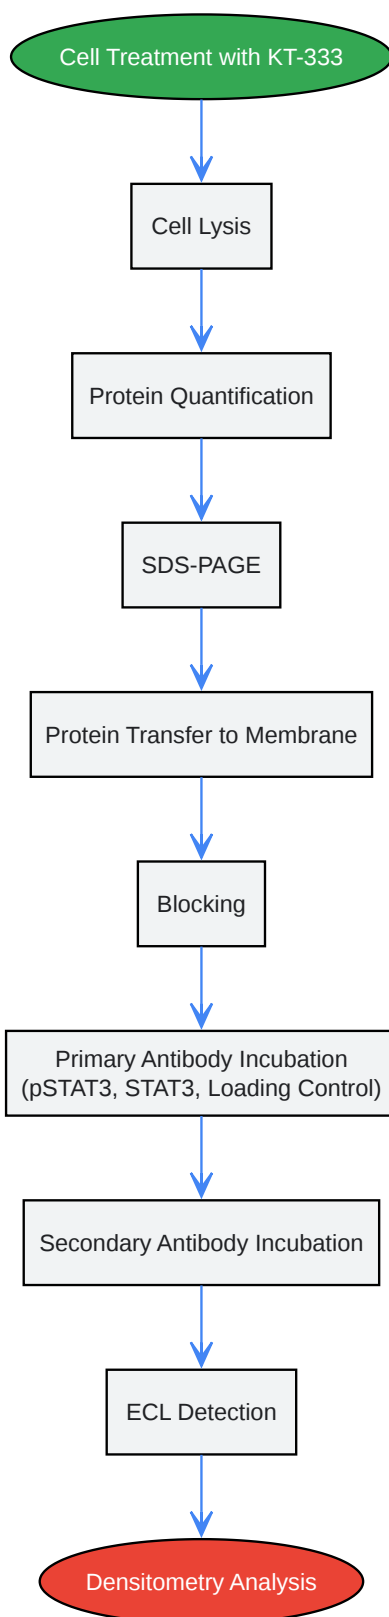 Cell Treatment with KT-333
Cell Lysis
Protein Quantification
SDS-PAGE
Protein Transfer to Membrane
Blocking
Primary Antibody Incubation
(pSTAT3, STAT3, Loading Control)
Secondary Antibody Incubation
ECL Detection
Densitometry Analysis